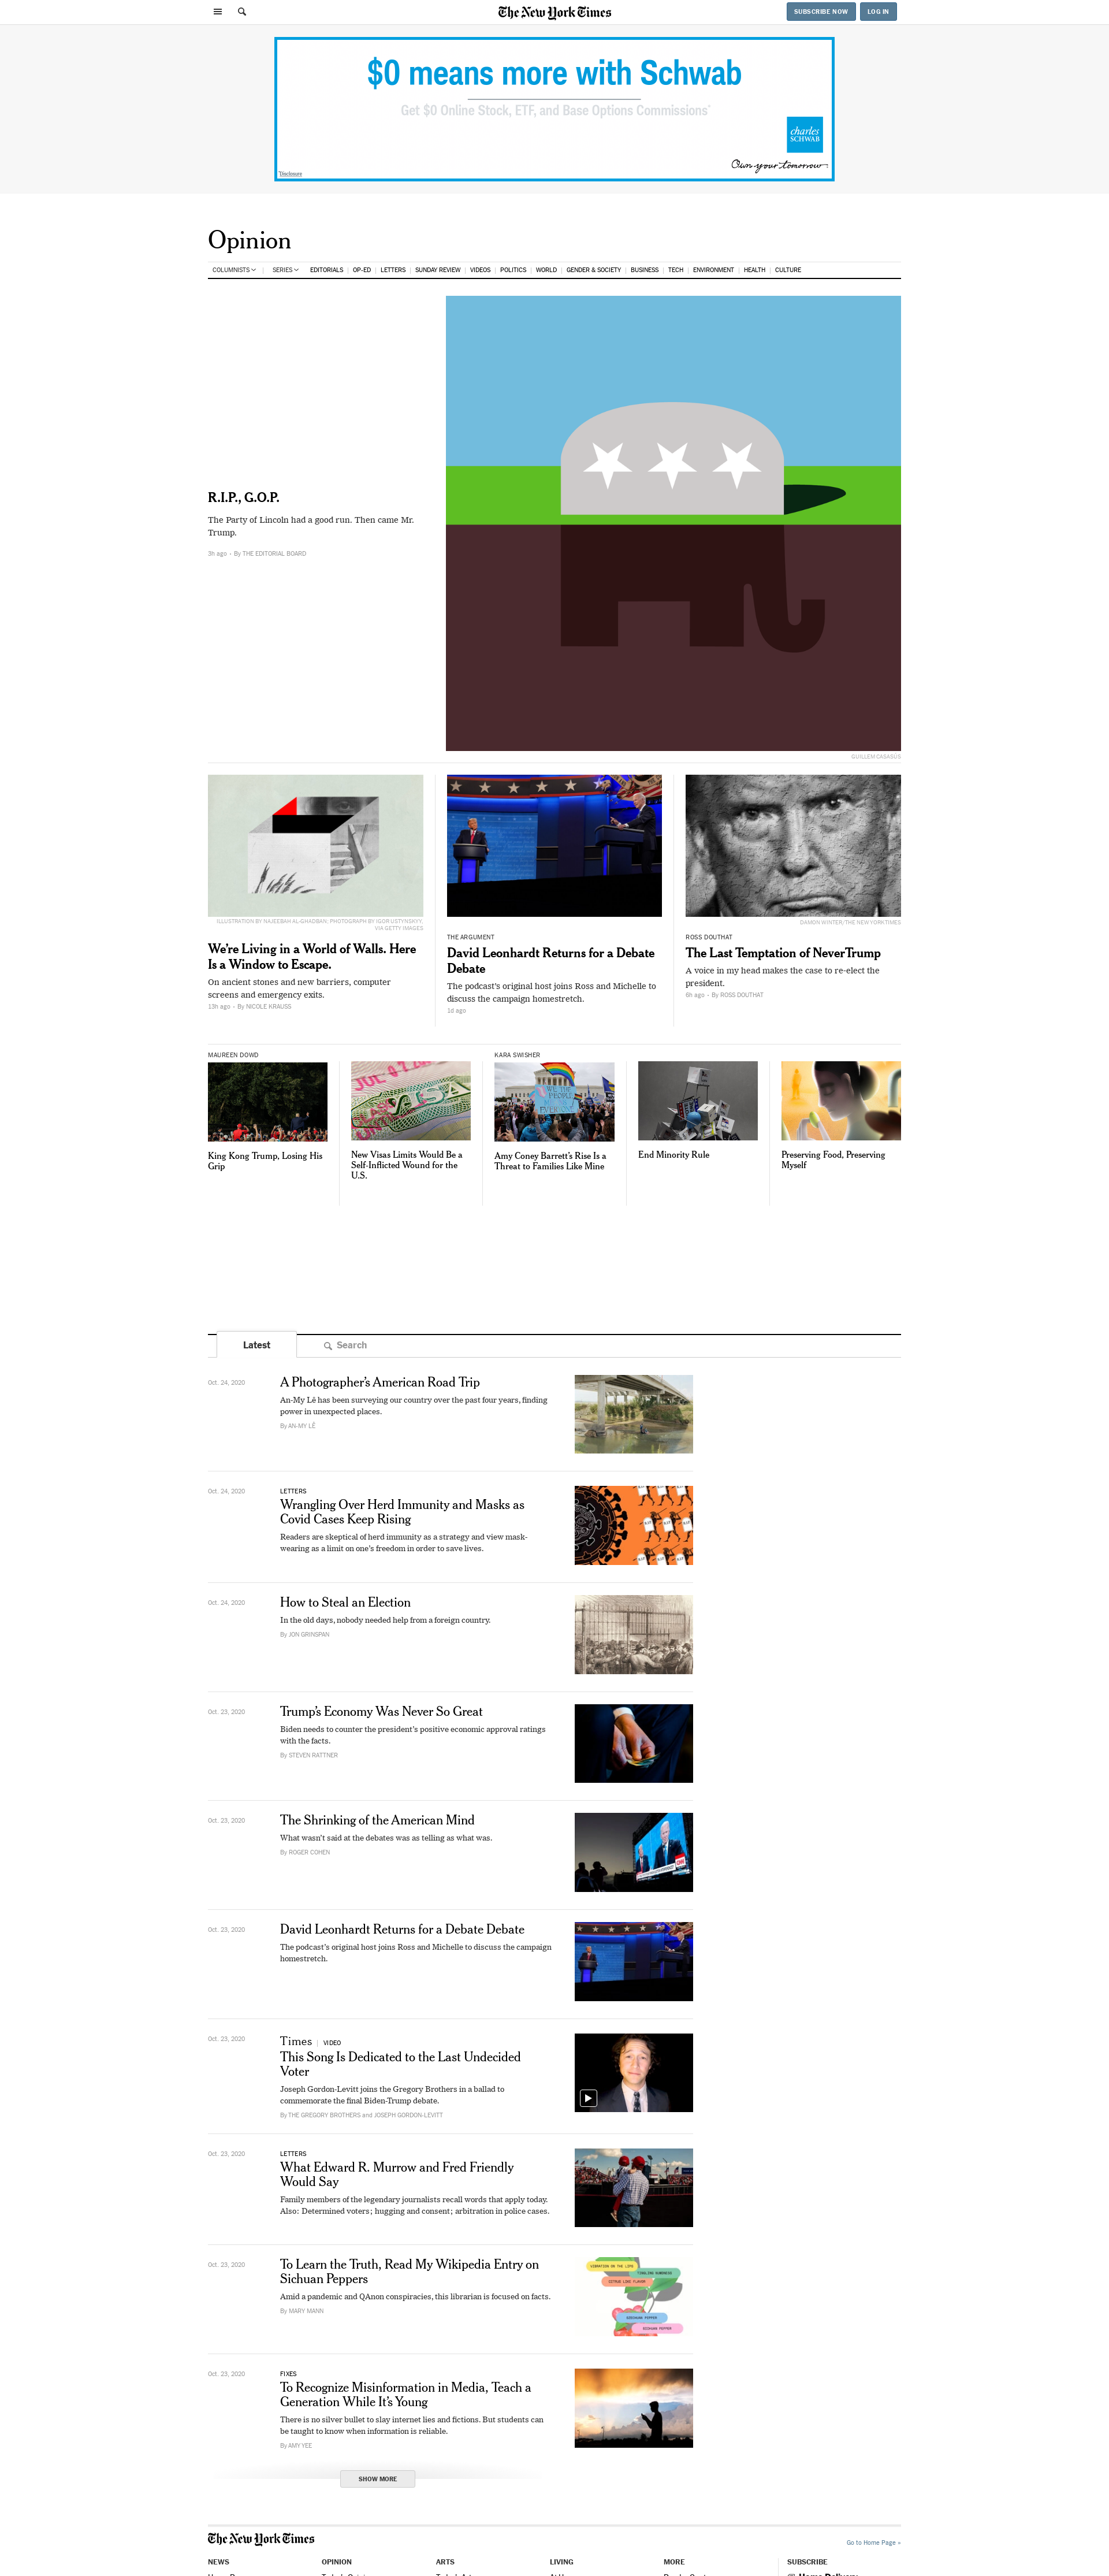 The New York Times
SUBSCRIBE NOW
LOG IN
$0 means more with Schwab
Get $0 Online Stock, ETF, and Base Options Commissions*
charles
SCHWAB
Own your tomorrow
Disclosure
Opinion
COLUMNISTS | SERIES EDITORIALS | OP-ED | LETTERS | SUNDAY REVIEW | VIDEOS | POLITICS | WORLD | GENDER & SOCIETY | BUSINESS | TECH | ENVIRONMENT | HEALTH | CULTURE
R.I.P., G.O.P.
The Party of Lincoln had a good run. Then came Mr.
Trump.
3h ago • By THE EDITORIAL BOARD
GUILLEM CASASUS
ILLUSTRATION BY NAJEEBAH AL-GHADBAN; PHOTOGRAPH BY IGOR USTYNSKYY,
VIA GETTY IMAGES
We're Living in a World of Walls. Here
Is a Window to Escape.
On ancient stones and new barriers, computer
screens and emergency exits.
13h ago • By NICOLE KRAUSS
THE ARGUMENT
David Leonhardt Returns for a Debate
Debate
The podcast's original host joins Ross and Michelle to
discuss the campaign homestretch.
1d ago
DAMON WINTER/THE NEW YORK TIMES
ROSS DOUTHAT
The Last Temptation of NeverTrump
A voice in my head makes the case to re-elect the
president.
6h ago • By ROSS DOUTHAT
MAUREEN DOWD
King Kong Trump, Losing His
Grip
VISA
New Visas Limits Would Be a
Self-Inflicted Wound for the
U.S.
KARA SWISHER
Amy Coney Barrett's Rise Is a
Threat to Families Like Mine
End Minority Rule
Preserving Food, Preserving
Myself
Latest
Search
Oct. 24, 2020
A Photographer's American Road Trip
An-My Lê has been surveying our country over the past four years, finding
power in unexpected places.
By AN-MY LÊ
Oct. 24, 2020
LETTERS
Wrangling Over Herd Immunity and Masks as
Covid Cases Keep Rising
Readers are skeptical of herd immunity as a strategy and view mask-
wearing as a limit on one's freedom in order to save lives.
Oct. 24, 2020
How to Steal an Election
In the old days, nobody needed help from a foreign country.
By JON GRINSPAN
Oct. 23, 2020
Trump's Economy Was Never So Great
Biden needs to counter the president's positive economic approval ratings
with the facts.
By STEVEN RATTNER
Oct. 23, 2020
The Shrinking of the American Mind
What wasn't said at the debates was as telling as what was.
By ROGER COHEN
Oct. 23, 2020
David Leonhardt Returns for a Debate Debate
The podcast's original host joins Ross and Michelle to discuss the campaign
homestretch.
Oct. 23, 2020
Times | VIDEO
This Song Is Dedicated to the Last Undecided
Voter
Joseph Gordon-Levitt joins the Gregory Brothers in a ballad to
commemorate the final Biden-Trump debate.
By THE GREGORY BROTHERS and JOSEPH GORDON-LEVITT
Oct. 23, 2020
LETTERS
What Edward R. Murrow and Fred Friendly
Would Say
Family members of the legendary journalists recall words that apply today.
Also: Determined voters; hugging and consent; arbitration in police cases.
Oct. 23, 2020
To Learn the Truth, Read My Wikipedia Entry on
Sichuan Peppers
Amid a pandemic and QAnon conspiracies, this librarian is focused on facts.
By MARY MANN
VIBRATION ON THE LIPS
TINGLING NUMBNESS
CITRUS LIKE FLAVOR
SICHUAN PEPPER
SICHUAN PEPPER
Oct. 23, 2020
FIXES
To Recognize Misinformation in Media, Teach a
Generation While It's Young
There is no silver bullet to slay internet lies and fictions. But students can
be taught to know when information is reliable.
By AMY YEE
SHOW MORE
The New York Times
Go to Home Page »
NEWS
OPINION
ARTS
LIVING
MORE
SUBSCRIBE